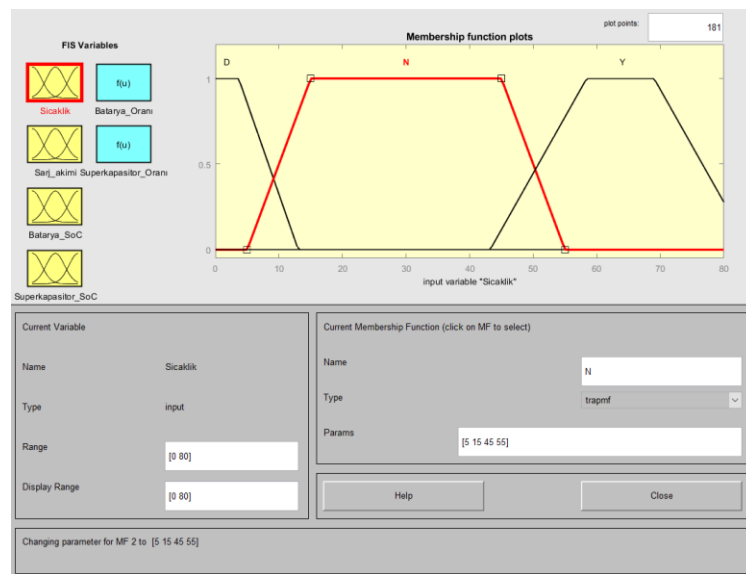 plot points:
181
FIS Variables
Membership function plots
f(u)
Sicaklik
Batarya_Oranı
f(u)
Sarj_akimi
Superkapasitor_Oranı
Batarya_SoC
Superkapasitor_SoC
D
N
Y
1
0.5
0
0
10
20
30
40
50
60
70
80
input variable "Sicaklik"
Current Variable
Name
Sicaklik
Type
input
Range
[0 80]
Display Range
[0 80]
Current Membership Function (click on MF to select)
Name
N
Type
trapmf
Params
[5 15 45 55]
Help
Close
Changing parameter for MF 2 to [5 15 45 55]